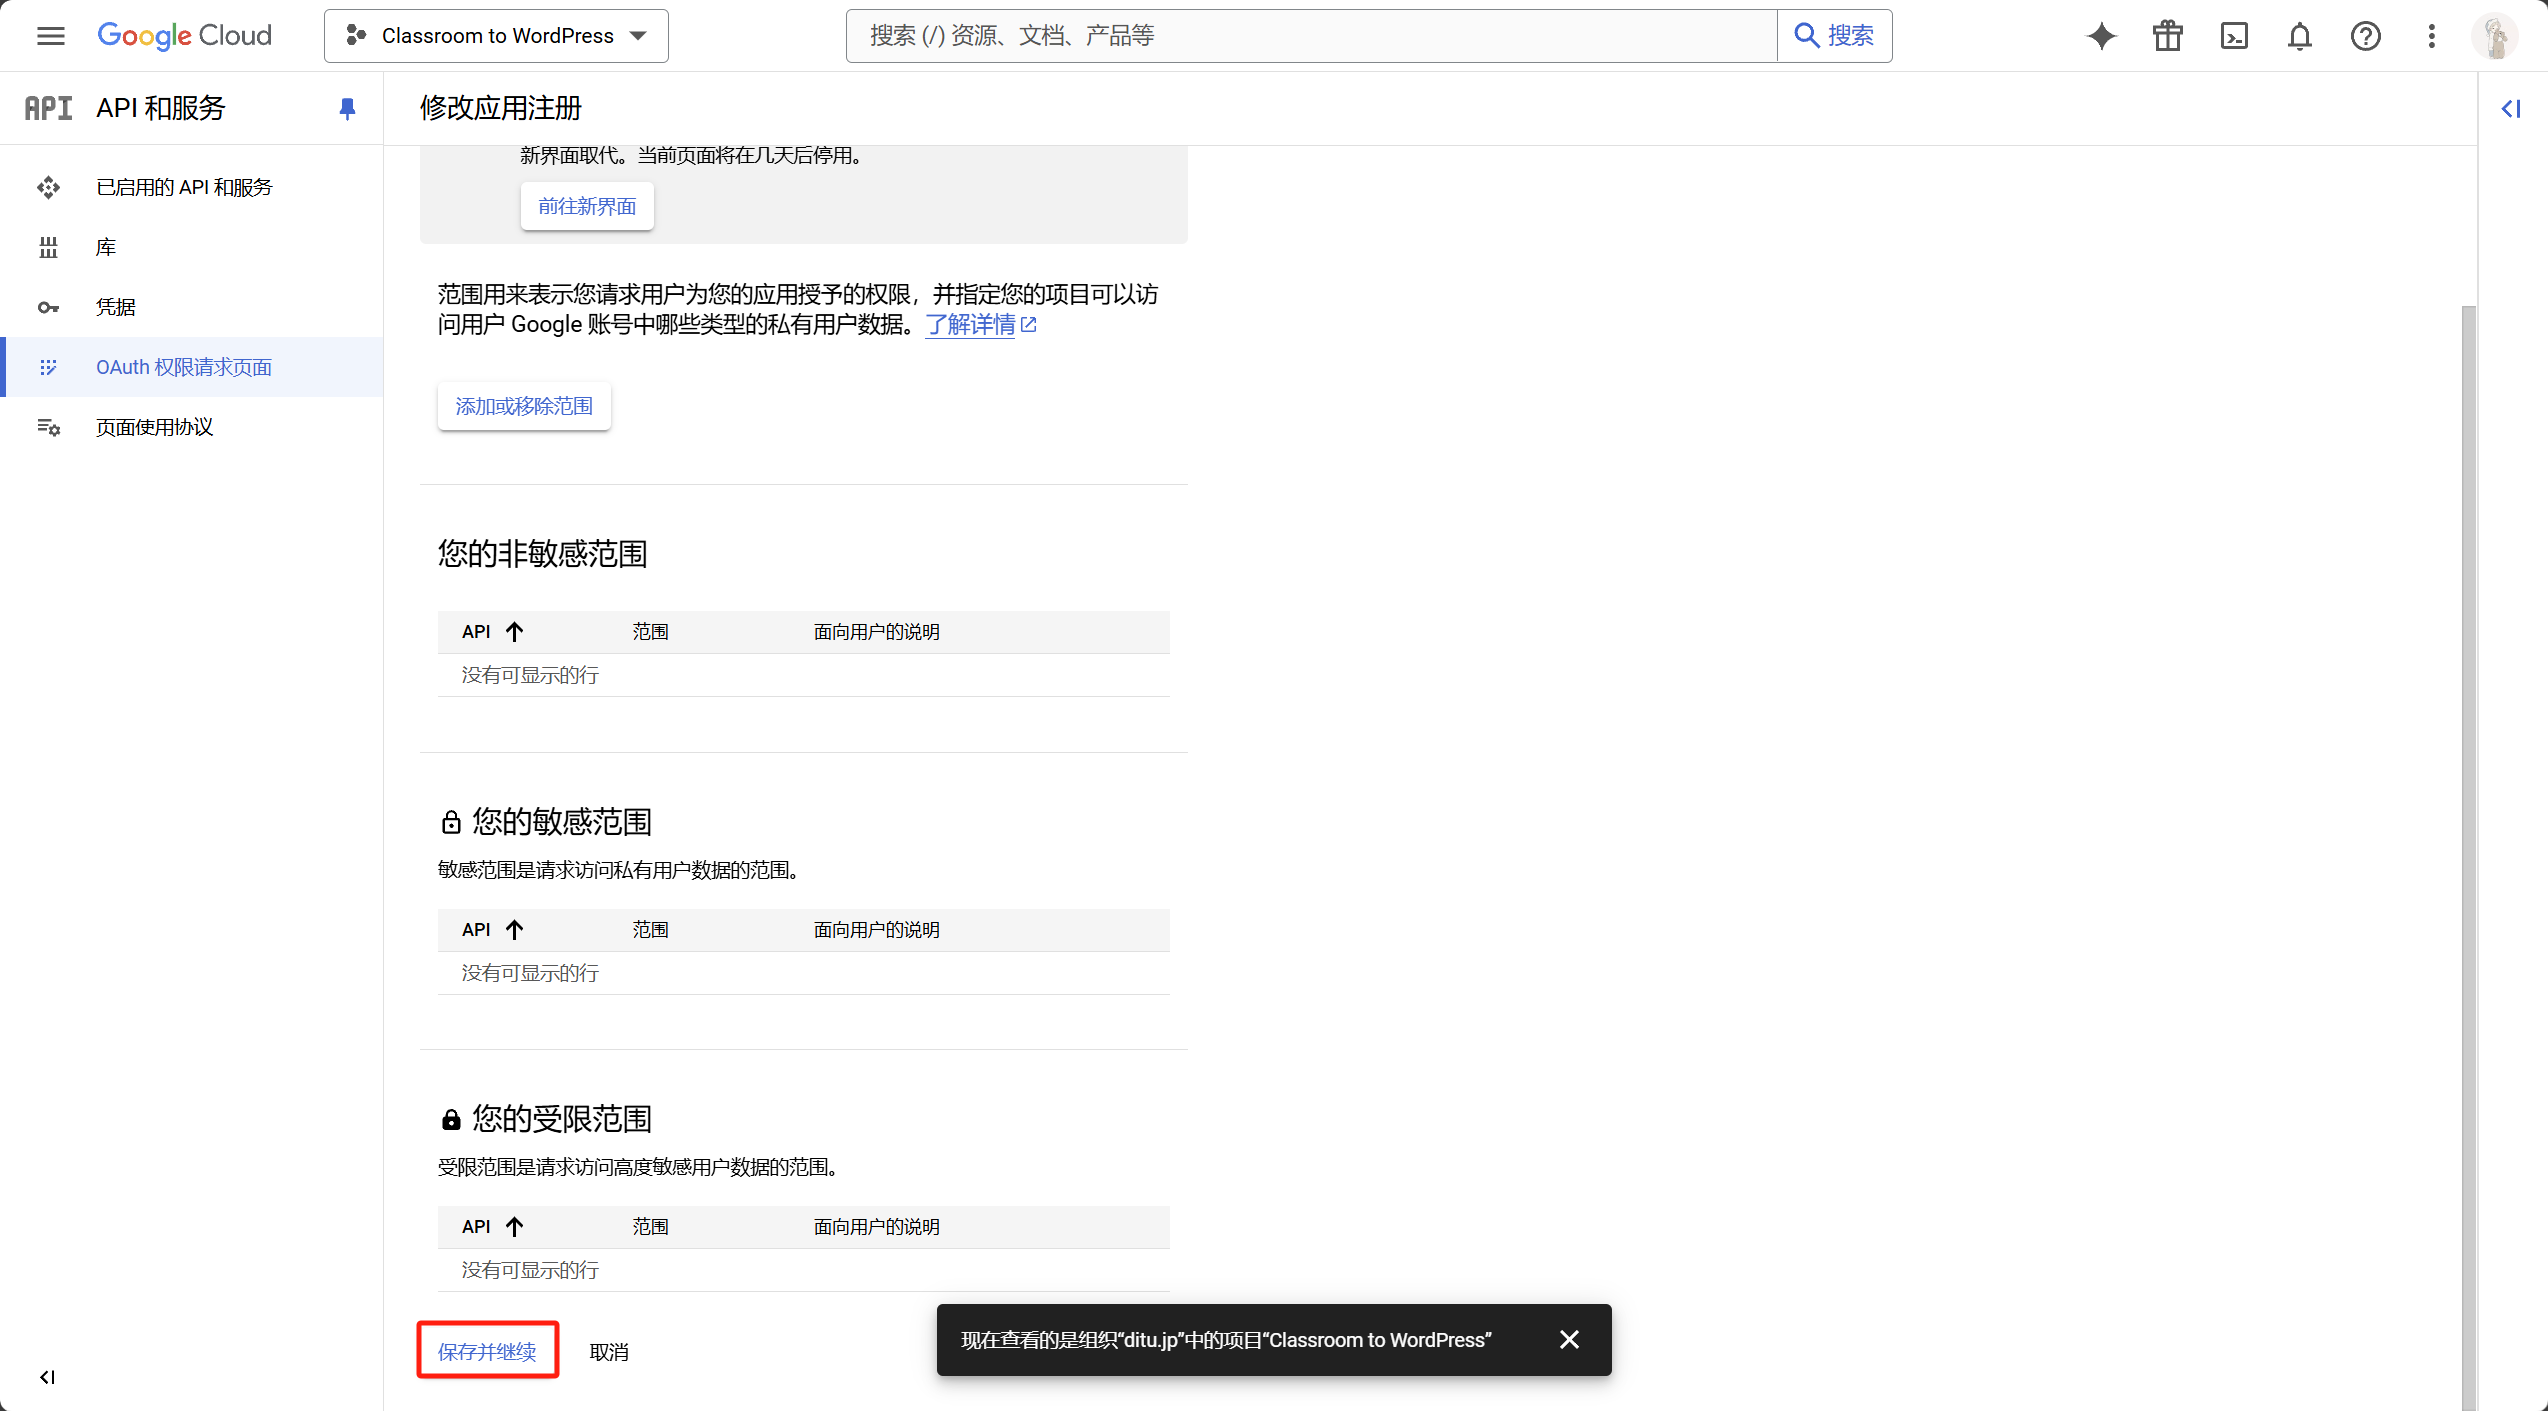 Google Cloud
Classroom to WordPress
搜索 (/) 资源、文档、产品等
搜索
API
API 和服务
修改应用注册
已启用的 API 和服务
库
凭据
OAuth 权限请求页面
页面使用协议
新界面取代。当前页面将在几天后停用。
前往新界面
范围用来表示您请求用户为您的应用授予的权限，并指定您的项目可以访
问用户 Google 账号中哪些类型的私有用户数据。了解详情
添加或移除范围
您的非敏感范围
API 范围 面向用户的说明
没有可显示的行
您的敏感范围
敏感范围是请求访问私有用户数据的范围。
API 范围 面向用户的说明
没有可显示的行
您的受限范围
受限范围是请求访问高度敏感用户数据的范围。
API 范围 面向用户的说明
没有可显示的行
保存并继续 取消
现在查看的是组织“ditu.jp”中的项目“Classroom to WordPress”